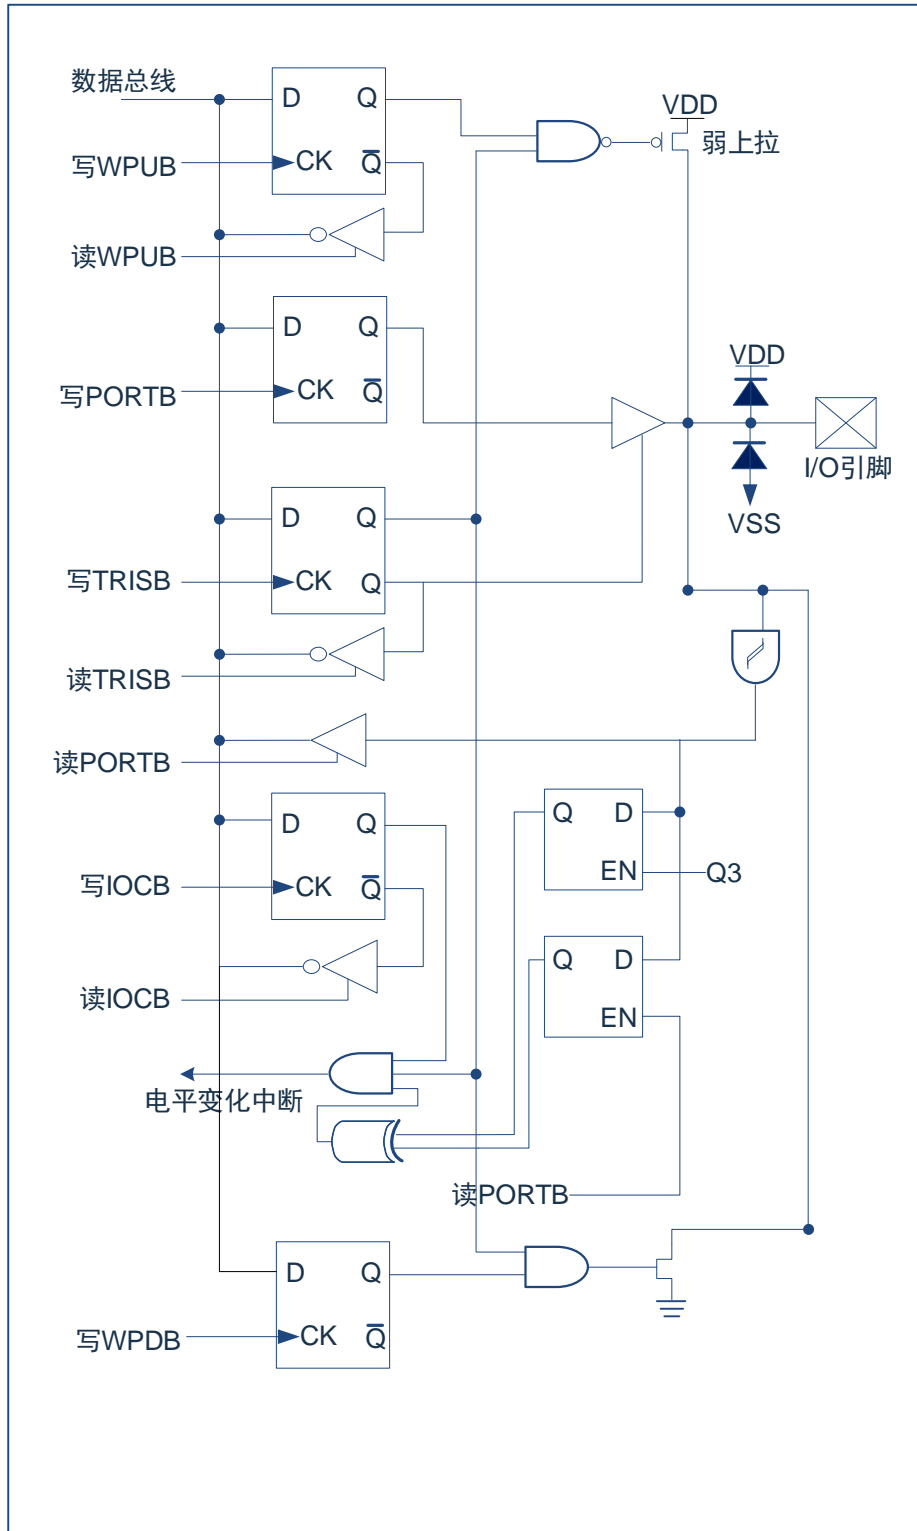 数据总线
D Q
VDD
弱上拉
写WPUB
CK Q̅
读WPUB
D Q
VDD
写PORTB
CK Q̅
I/O引脚
D Q
VSS
写TRISB
CK Q
读TRISB
读PORTB
D Q
Q D
写IOCB
CK Q̅
EN
Q3
Q D
读IOCB
EN
电平变化中断
读PORTB
D Q
写WPDB
CK Q̅